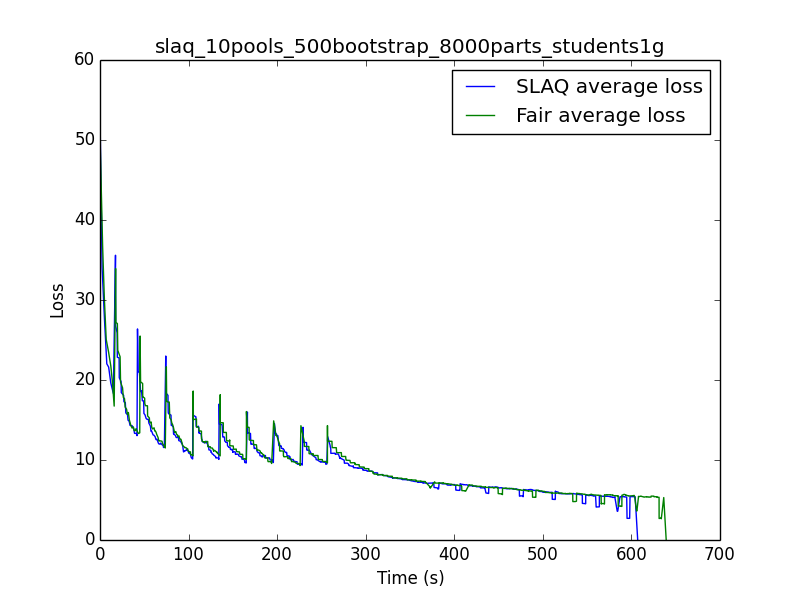 slaq_10pools_500bootstrap_8000parts_students1g
SLAQ average loss
Fair average loss
60
50
40
30
20
10
0
Loss
0 100 200 300 400 500 600 700
Time (s)